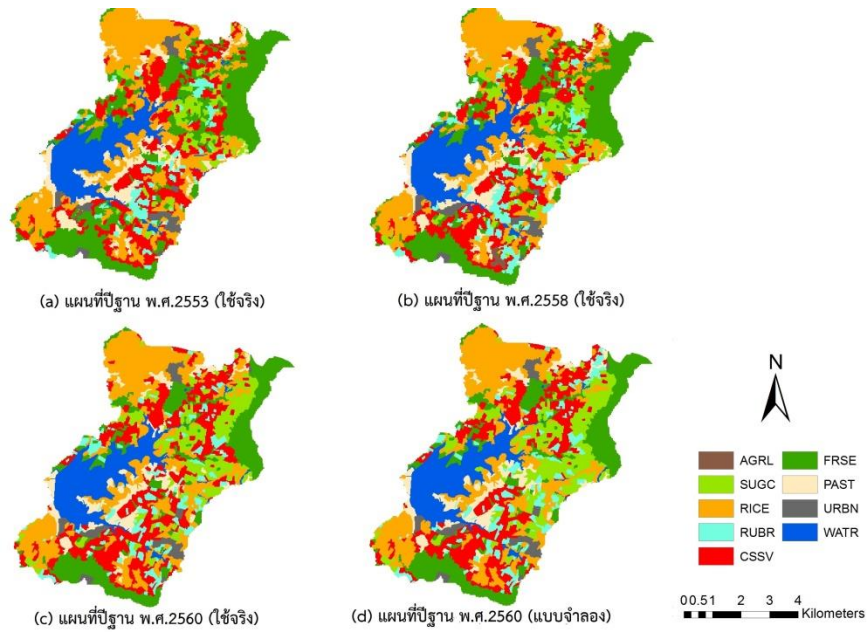 (a) แผนที่ปีฐาน พ.ศ.2553 (ใช้จริง)
(b) แผนที่ปีฐาน พ.ศ.2558 (ใช้จริง)
(c) แผนที่ปีฐาน พ.ศ.2560 (ใช้จริง)
(d) แผนที่ปีฐาน พ.ศ.2560 (แบบจำลอง)
N
AGRL
FRSE
SUGC
PAST
RICE
URBN
RUBR
WATR
CSSV
0 0.5 1 2 3 4 Kilometers